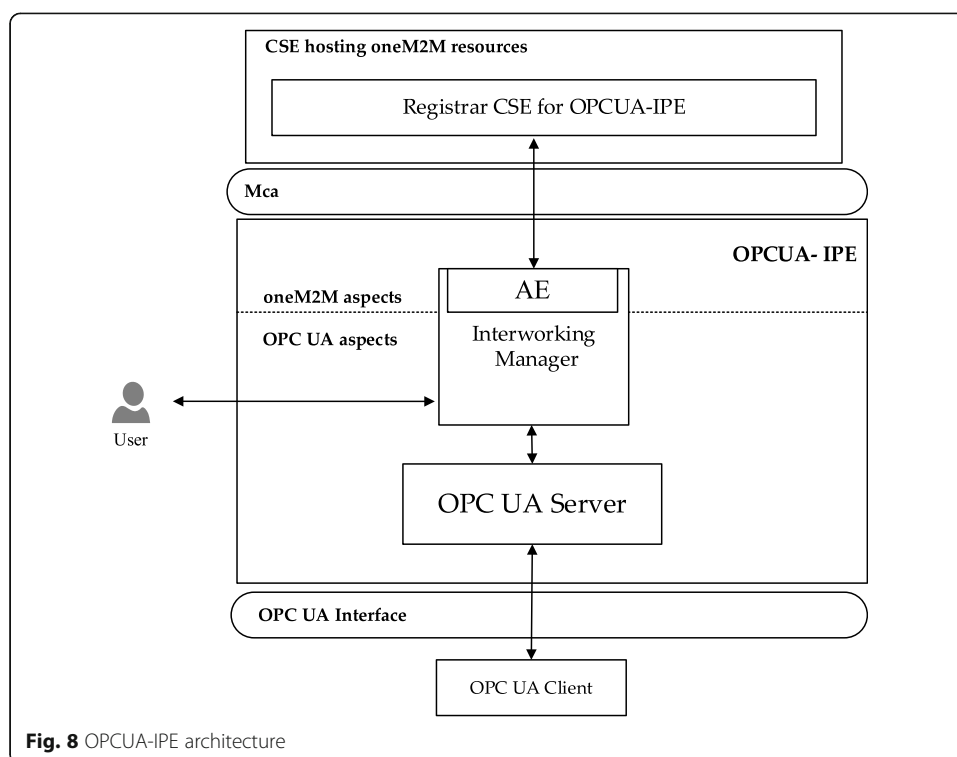 CSE hosting oneM2M resources
Registrar CSE for OPCUA-IPE
Mca
OPCUA- IPE
AE
oneM2M aspects
OPC UA aspects
Interworking
Manager
User
OPC UA Server
OPC UA Interface
OPC UA Client
Fig. 8 OPCUA-IPE architecture